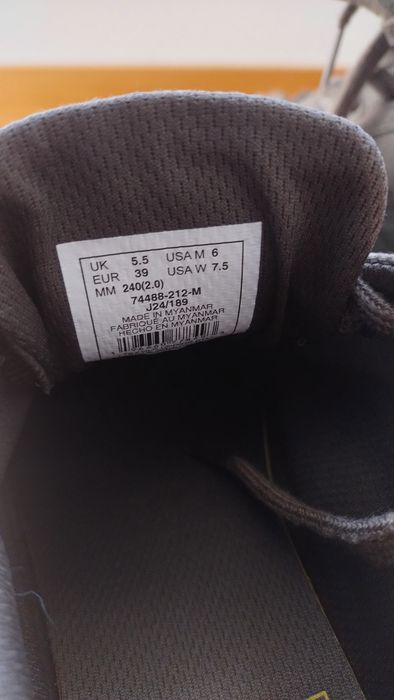 UK 5.5 USA M 6
EUR 39 USA W 7.5
MM 240(2.0)
74488-212-M
J24/189
MADE IN MYANMAR
FABRIQUÉ AU MYANMAR
HECHO EN MYANMAR